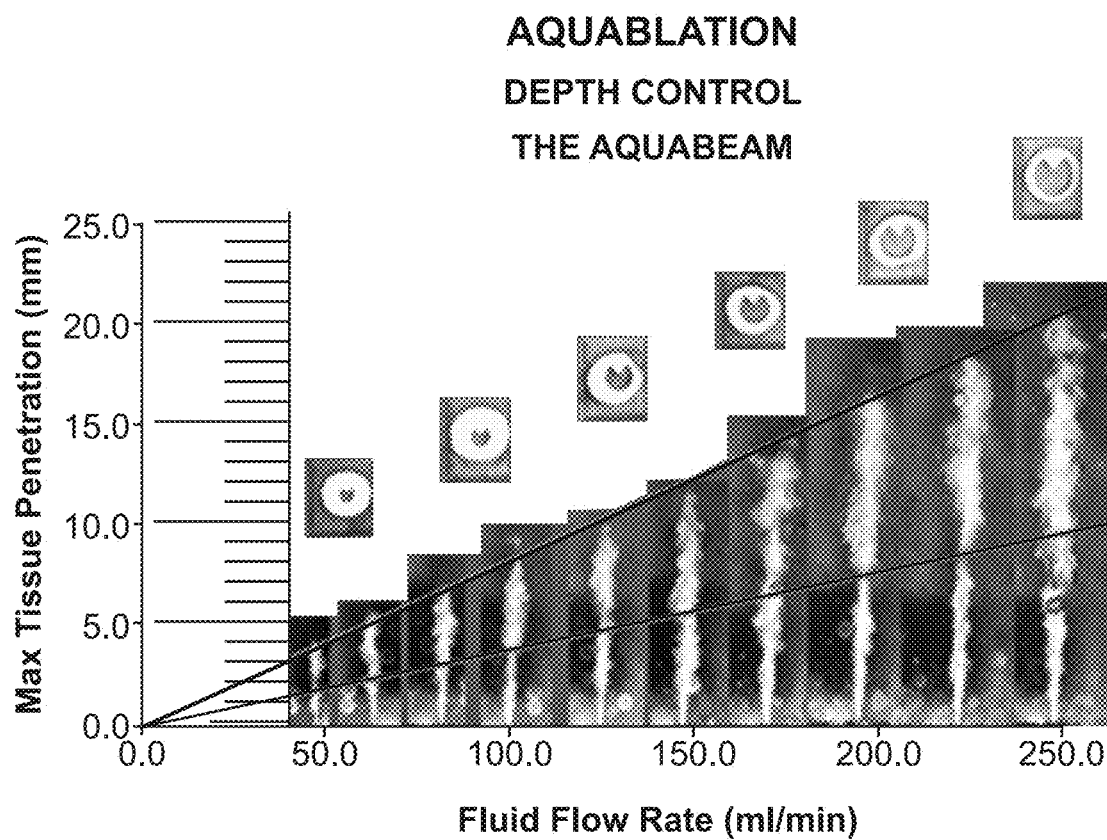 AQUABLATION
DEPTH CONTROL
THE AQUABEAM
Max Tissue Penetration (mm)
25.0
20.0
15.0
10.0
5.0
0.0
0.0 50.0 100.0 150.0 200.0 250.0
Fluid Flow Rate (ml/min)